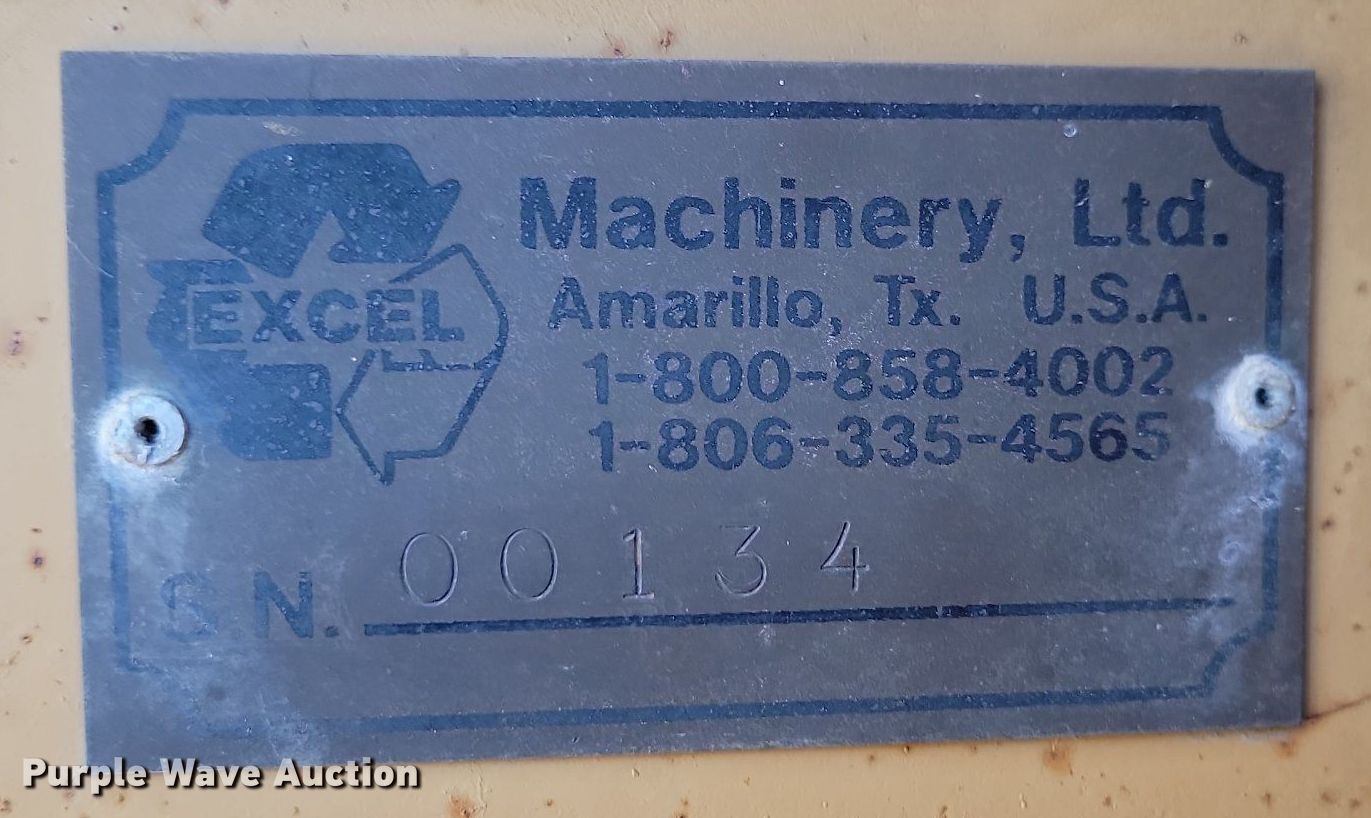 EXCEL
Machinery, Ltd.
Amarillo, Tx. U.S.A.
1-800-858-4002
1-806-335-4565
S.N. 00134
Purple Wave Auction